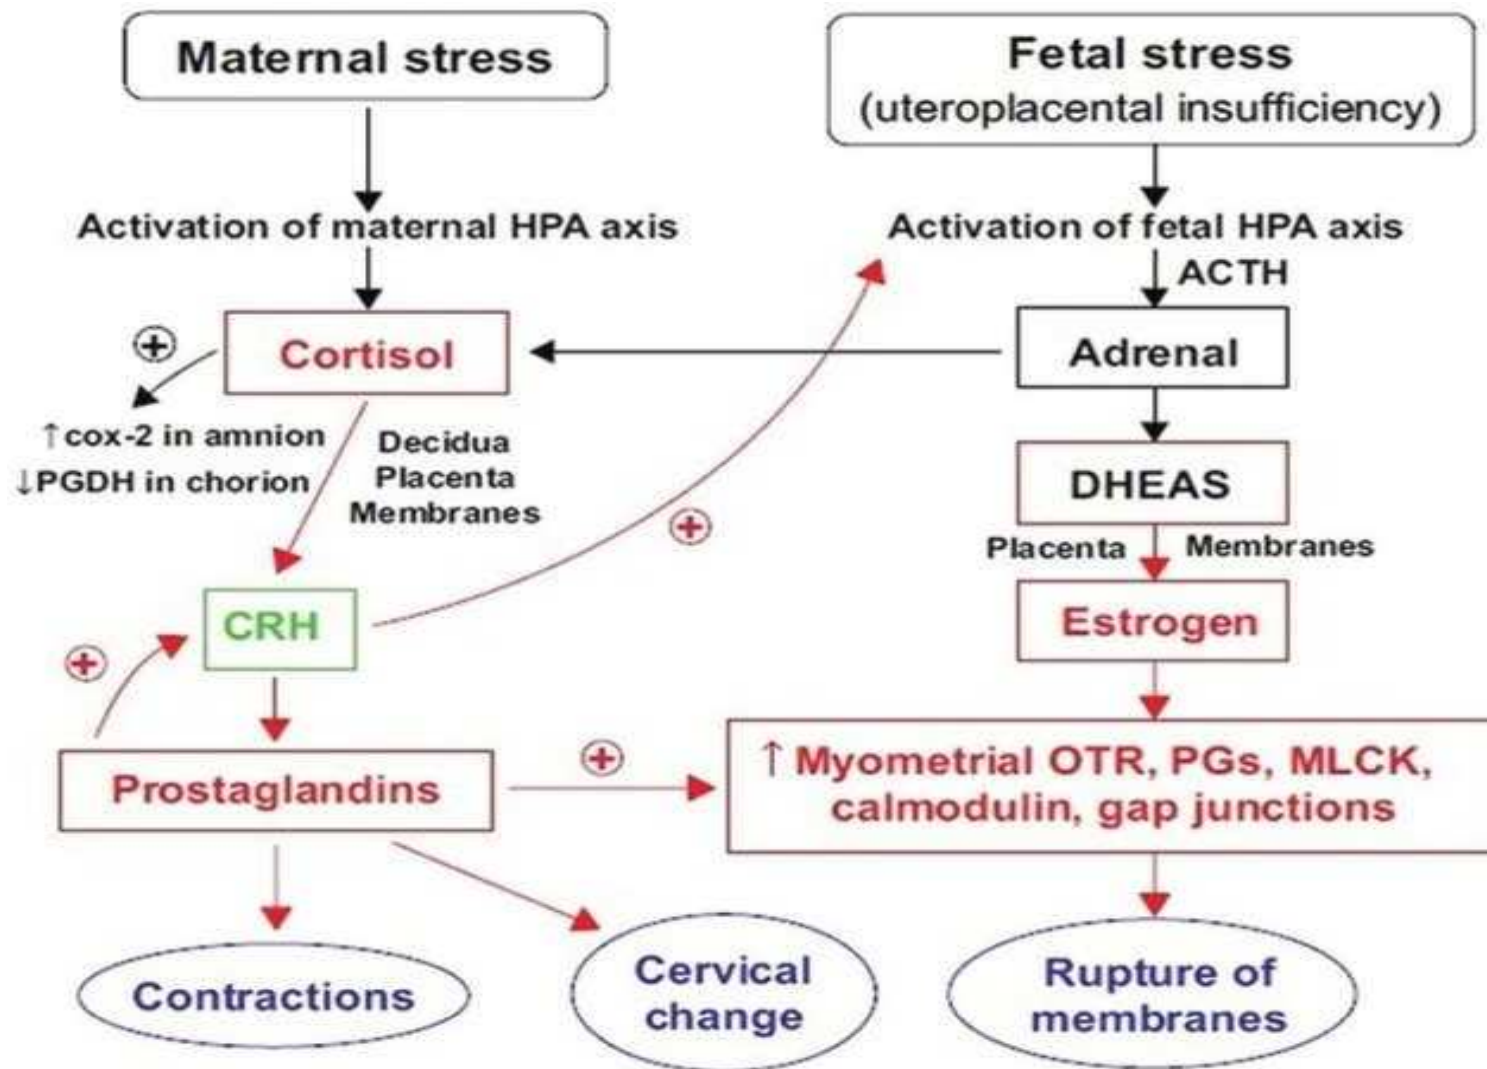 Maternal stress
Fetal stress
(uteroplacental insufficiency)
Activation of maternal HPA axis
Activation of fetal HPA axis
ACTH
Cortisol
Adrenal
+
↑cox-2 in amnion
↓PGDH in chorion
Decidua
Placenta
Membranes
DHEAS
+
Placenta
Membranes
CRH
Estrogen
+
Prostaglandins
+
↑ Myometrial OTR, PGs, MLCK,
calmodulin, gap junctions
Contractions
Cervical
change
Rupture of
membranes